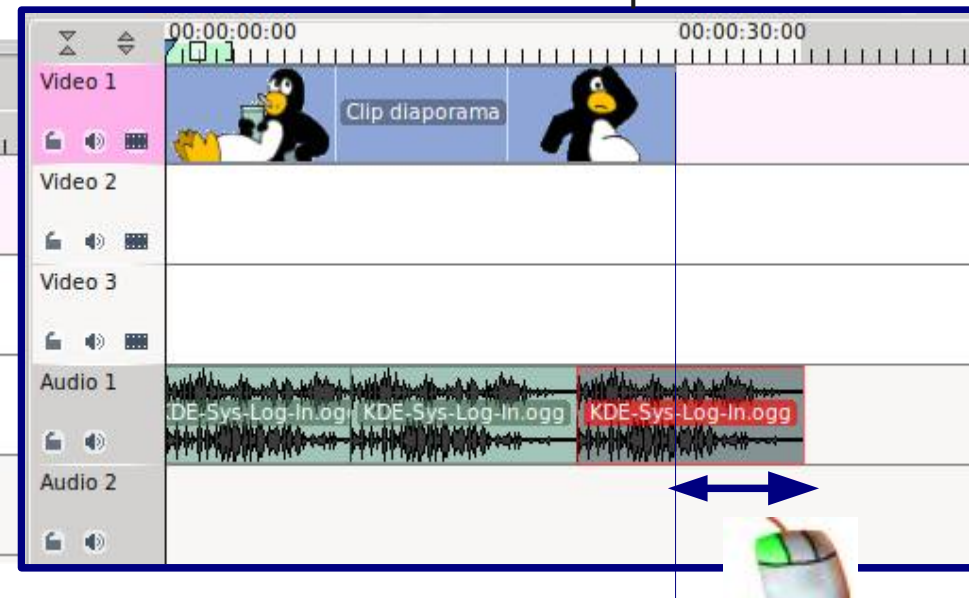 00:00:00:00 00:00:30:00
Video 1
Clip diaporama
Video 2
Video 3
Audio 1
KDE-Sys-Log-In.ogg KDE-Sys-Log-In.ogg KDE-Sys-Log-In.ogg
Audio 2